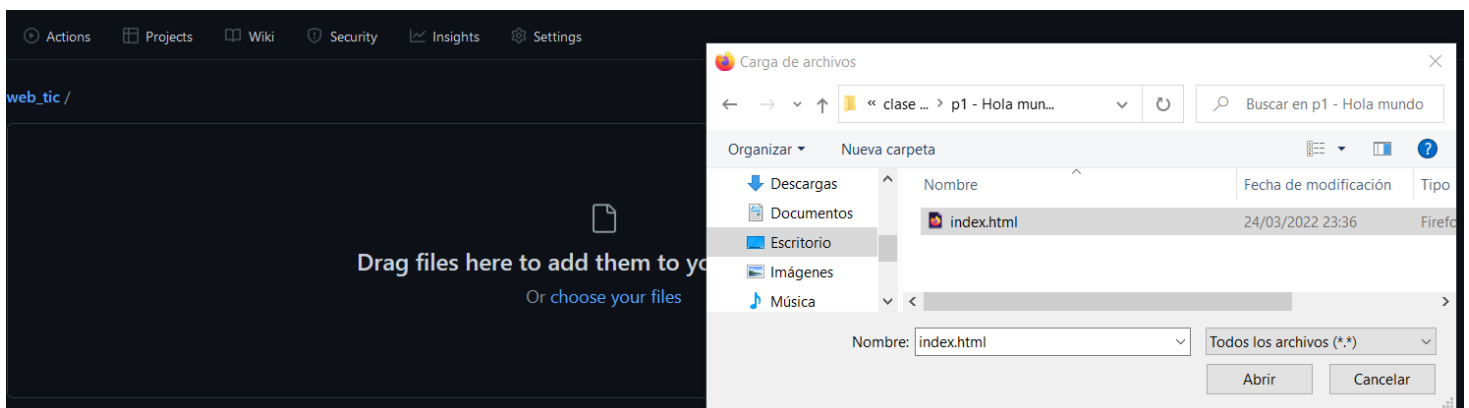 Actions Projects Wiki Security Insights Settings
web_tic /
Drag files here to add them to
Or choose your files
Carga de archivos
« clase ... > p1 - Hola mun... Buscar en p1 - Hola mundo
Organizar Nueva carpeta
Descargas
Documentos
Escritorio
Imágenes
Música
Nombre Fecha de modificación Tipo
index.html 24/03/2022 23:36
Nombre: index.html Todos los archivos (*.*)
Abrir Cancelar